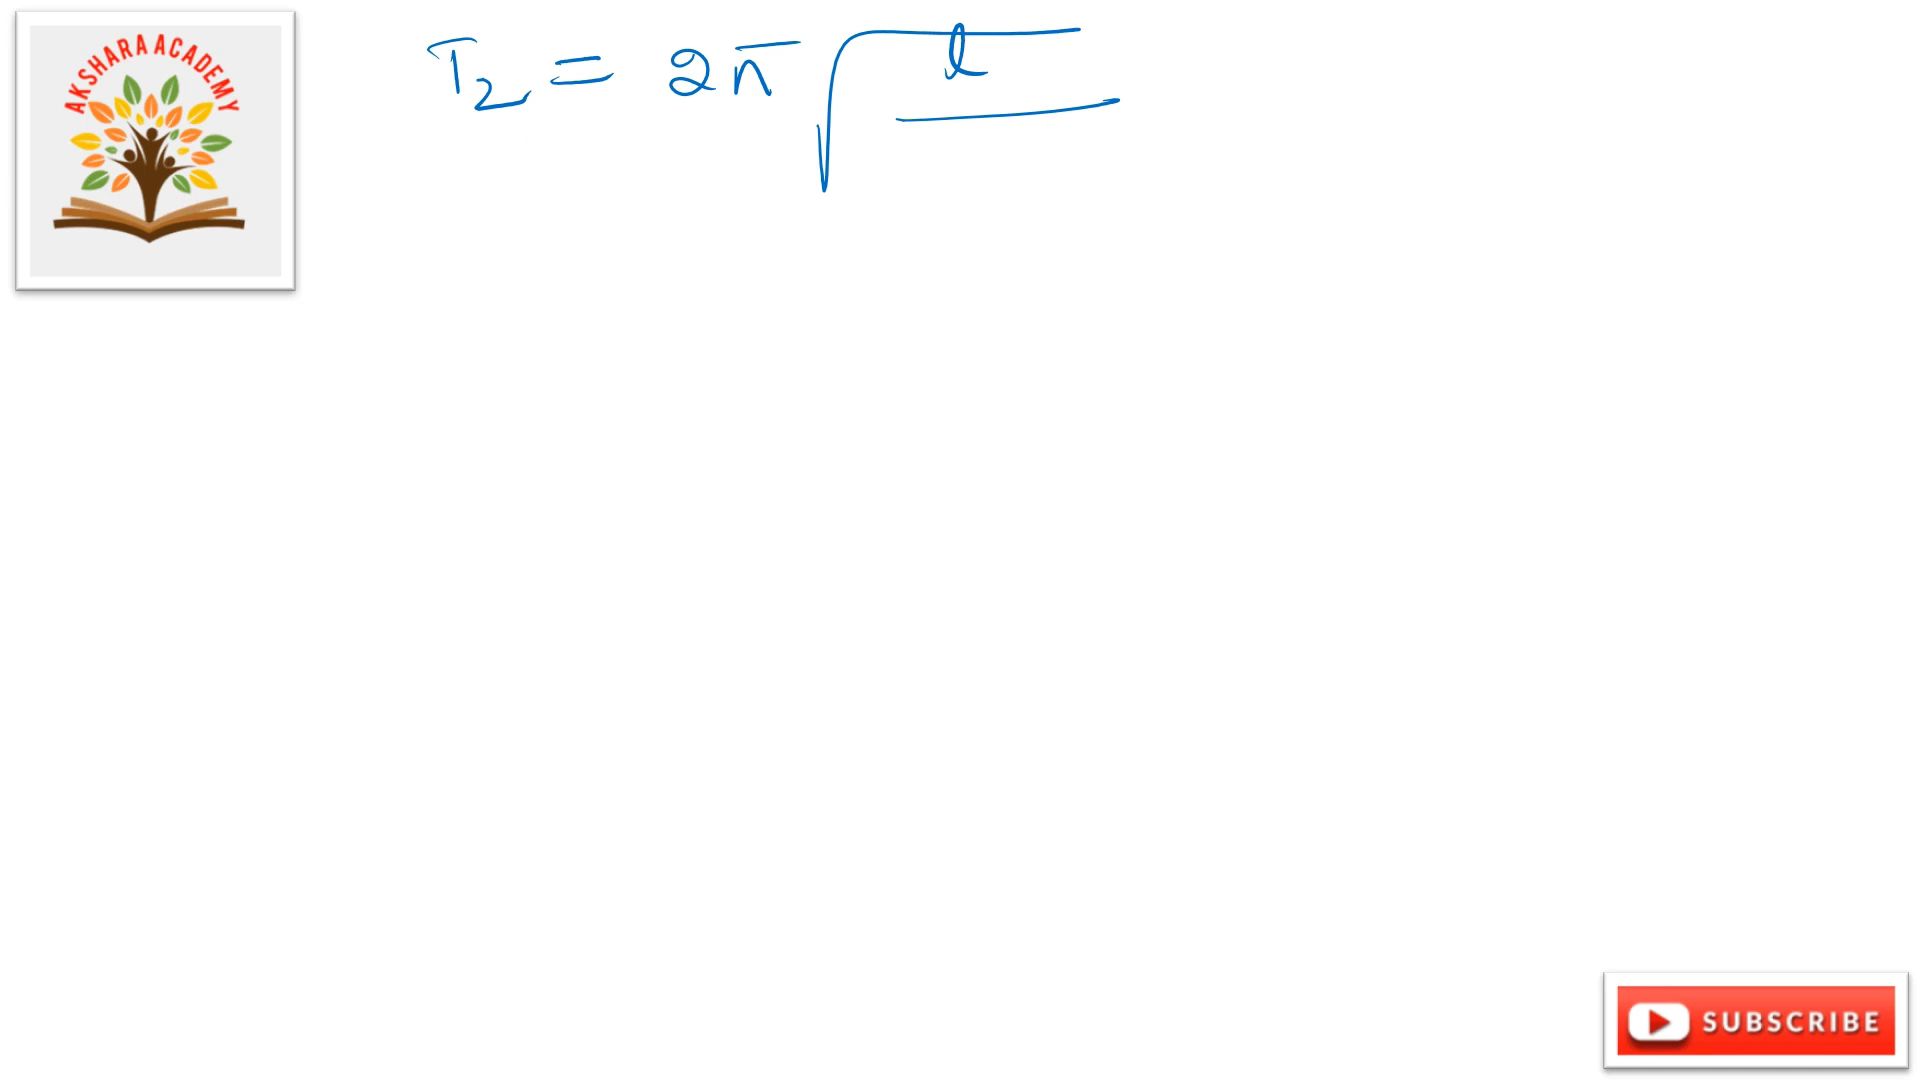 AKSHARA ACADEMY
T₂ = 2π √ l
SUBSCRIBE